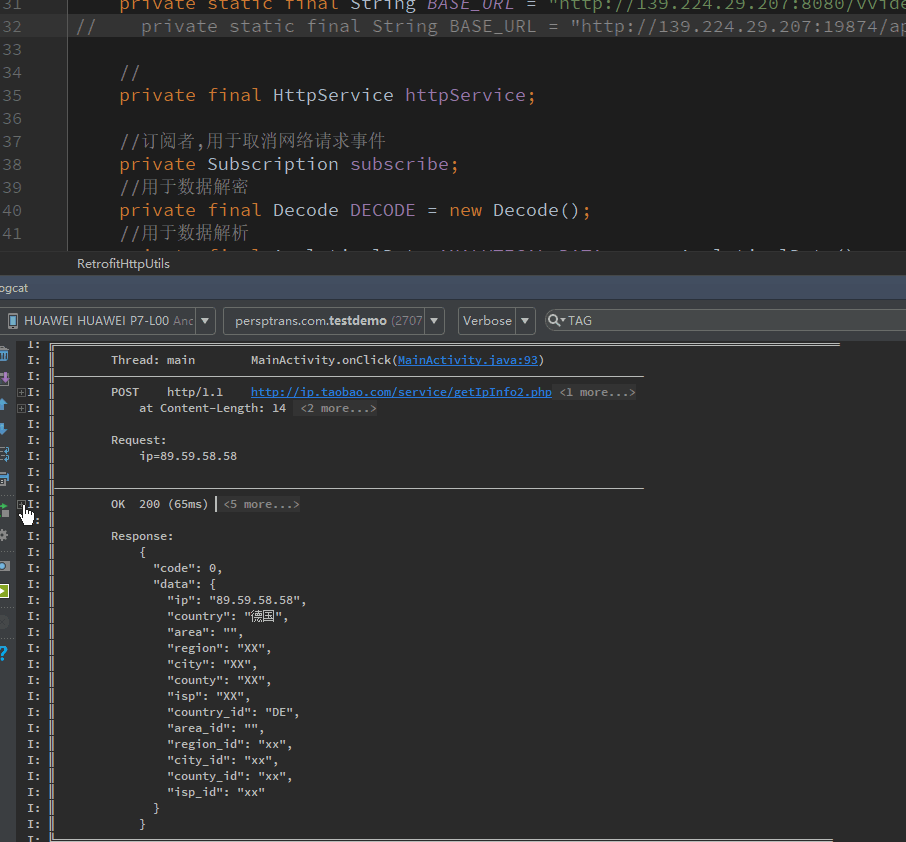 31 private static final String BASE_URL = "http://139.224.29.207:8080/vvide
32 // private static final String BASE_URL = "http://139.224.29.207:19874/ap
33
34 //
35 private final HttpService httpService;
36
37 //订阅者,用于取消网络请求事件
38 private Subscription subscribe;
39 //用于数据解密
40 private final Decode DECODE = new Decode();
41 //用于数据解析
RetrofitHttpUtils
ogcat
HUAWEI HUAWEI P7-L00 Anc persptrans.com.testdemo (2707 Verbose TAG
I:
I: Thread: main MainActivity.onClick(MainActivity.java:93)
I:
I: POST http/1.1 http://ip.taobao.com/service/getIpInfo2.php <1 more...>
I: at Content-Length: 14 <2 more...>
I:
I: Request:
I: ip=89.59.58.58
I:
I:
I: OK 200 (65ms) <5 more...>
I:
I: Response:
I: {
I: "code": 0,
I: "data": {
I: "ip": "89.59.58.58",
I: "country": "德国",
I: "area": "",
I: "region": "XX",
I: "city": "XX",
I: "county": "XX",
I: "isp": "XX",
I: "country_id": "DE",
I: "area_id": "",
I: "region_id": "xx",
I: "city_id": "xx",
I: "county_id": "xx",
I: "isp_id": "xx"
I: }
I: }
I: